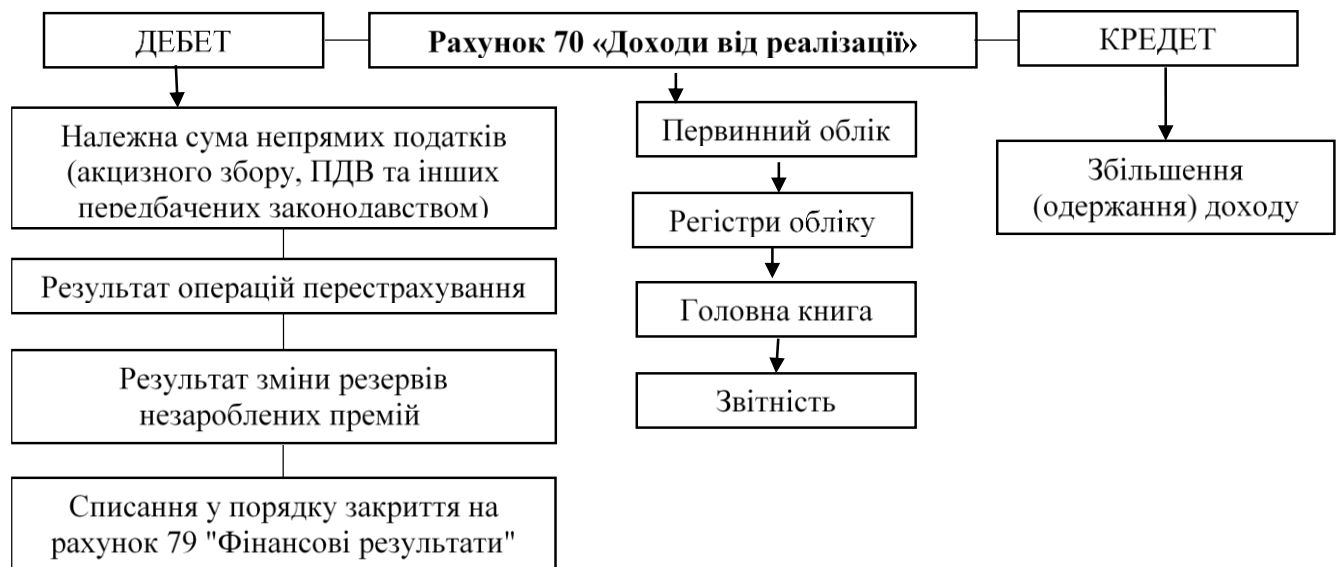 ДЕБЕТ
Рахунок 70 «Доходи від реалізації»
КРЕДЕТ
Належна сума непрямих податків
(акцизного збору, ПДВ та інших
передбачених законодавством)
Результат операцій перестрахування
Результат зміни резервів
незароблених премій
Списання у порядку закриття на
рахунок 79 "Фінансові результати"
Первинний облік
Регістри обліку
Головна книга
Звітність
Збільшення
(одержання) доходу